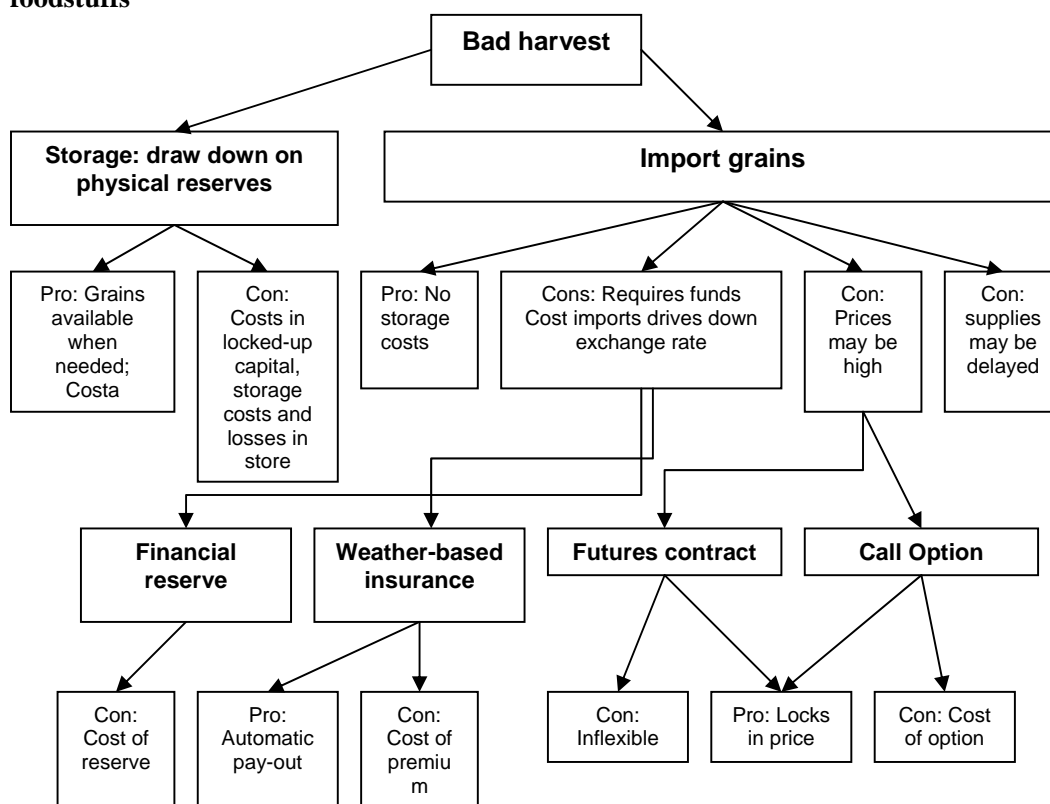 foodstuffs
Bad harvest
Storage: draw down on
physical reserves
Import grains
Pro: Grains
available
when
needed;
Costa
Con:
Costs in
locked-up
capital,
storage
costs and
losses in
store
Pro: No
storage
costs
Cons: Requires funds
Cost imports drives down
exchange rate
Con:
Prices
may be
high
Con:
supplies
may be
delayed
Financial
reserve
Weather-based
insurance
Futures contract
Call Option
Con:
Cost of
reserve
Pro:
Automatic
pay-out
Con:
Cost of
premiu
m
Con:
Inflexible
Pro: Locks
in price
Con: Cost
of option